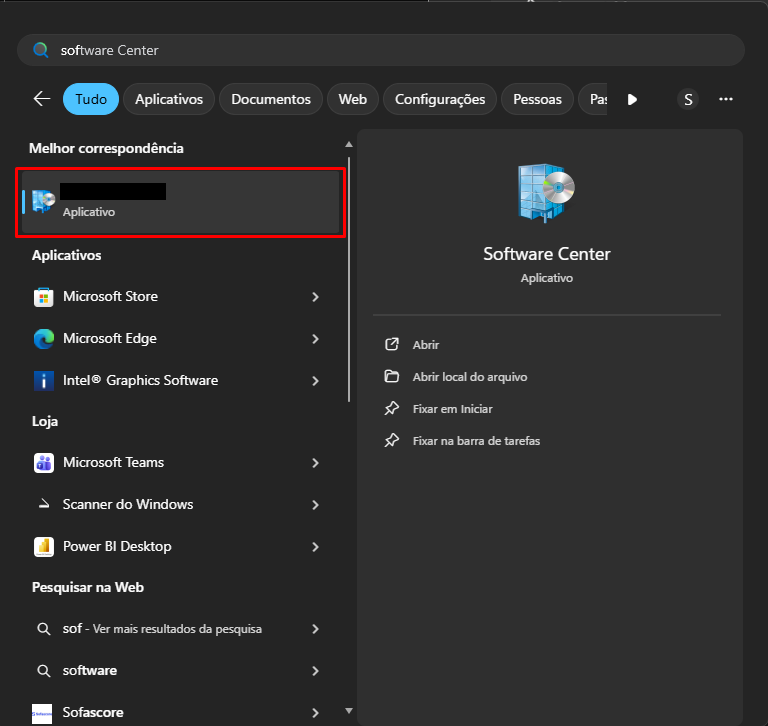 software Center
Tudo
Aplicativos
Documentos
Web
Configurações
Pessoas
S
Melhor correspondência
Aplicativo
Aplicativos
Microsoft Store
Microsoft Edge
Intel® Graphics Software
Loja
Microsoft Teams
Scanner do Windows
Power BI Desktop
Pesquisar na Web
sof - Ver mais resultados da pesquisa
software
Sofascore
Software Center
Aplicativo
Abrir
Abrir local do arquivo
Fixar em Iniciar
Fixar na barra de tarefas